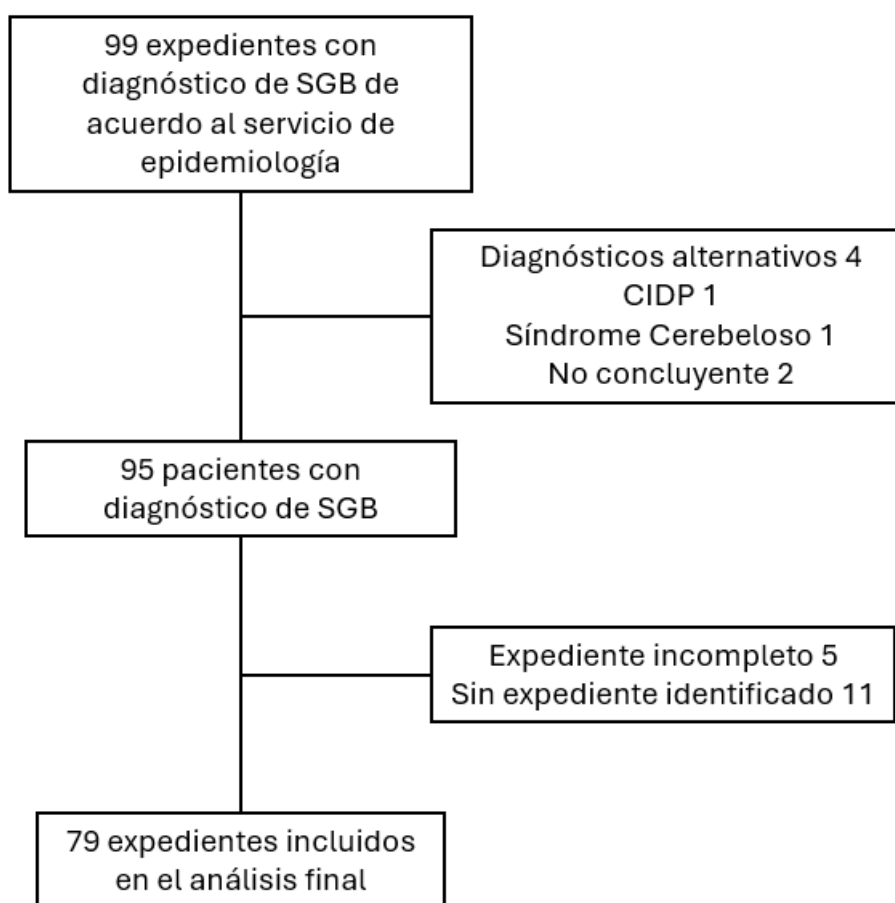 99 expedientes con
diagnóstico de SGB de
acuerdo al servicio de
epidemiología
Diagnósticos alternativos 4
CIDP 1
Síndrome Cerebeloso 1
No concluyente 2
95 pacientes con
diagnóstico de SGB
Expediente incompleto 5
Sin expediente identificado 11
79 expedientes incluidos
en el análisis final